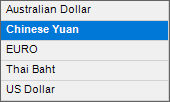 Australian Dollar
Chinese Yuan
EURO
Thai Baht
US Dollar